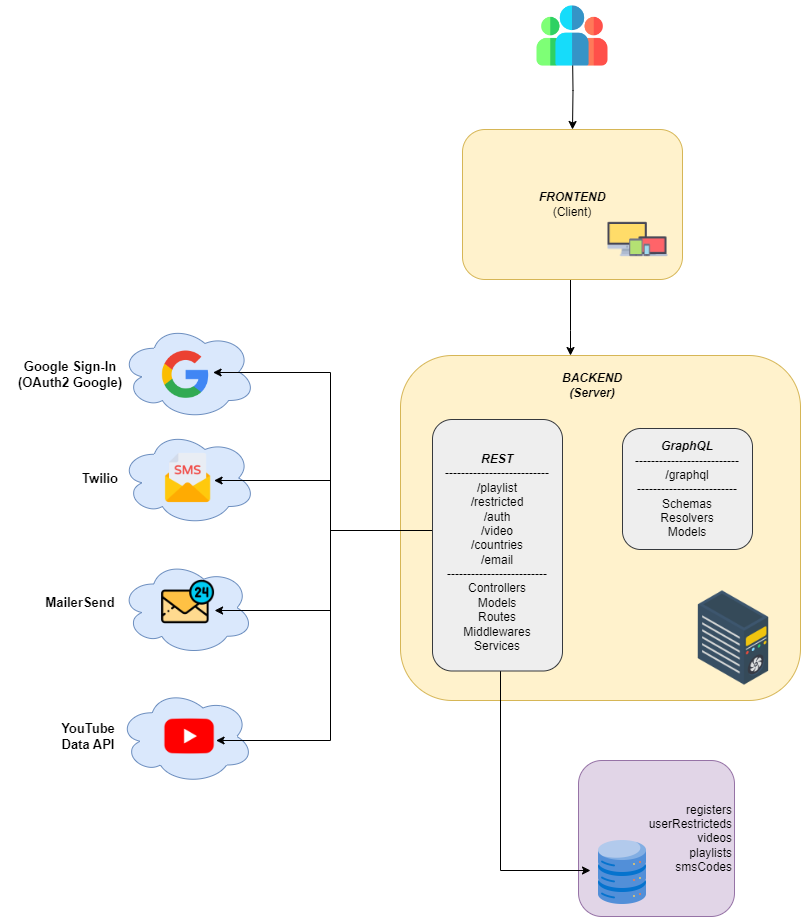 FRONTEND
(Client)
BACKEND
(Server)
Google Sign-In
(OAuth2 Google)
SMS
Twilio
24
MailerSend
YouTube
Data API
REST
--------------------------
/playlist
/restricted
/auth
/video
/countries
/email
-------------------------
Controllers
Models
Routes
Middlewares
Services
GraphQL
--------------------------
/graphql
-------------------------
Schemas
Resolvers
Models
registers
userRestricteds
videos
playlists
smsCodes